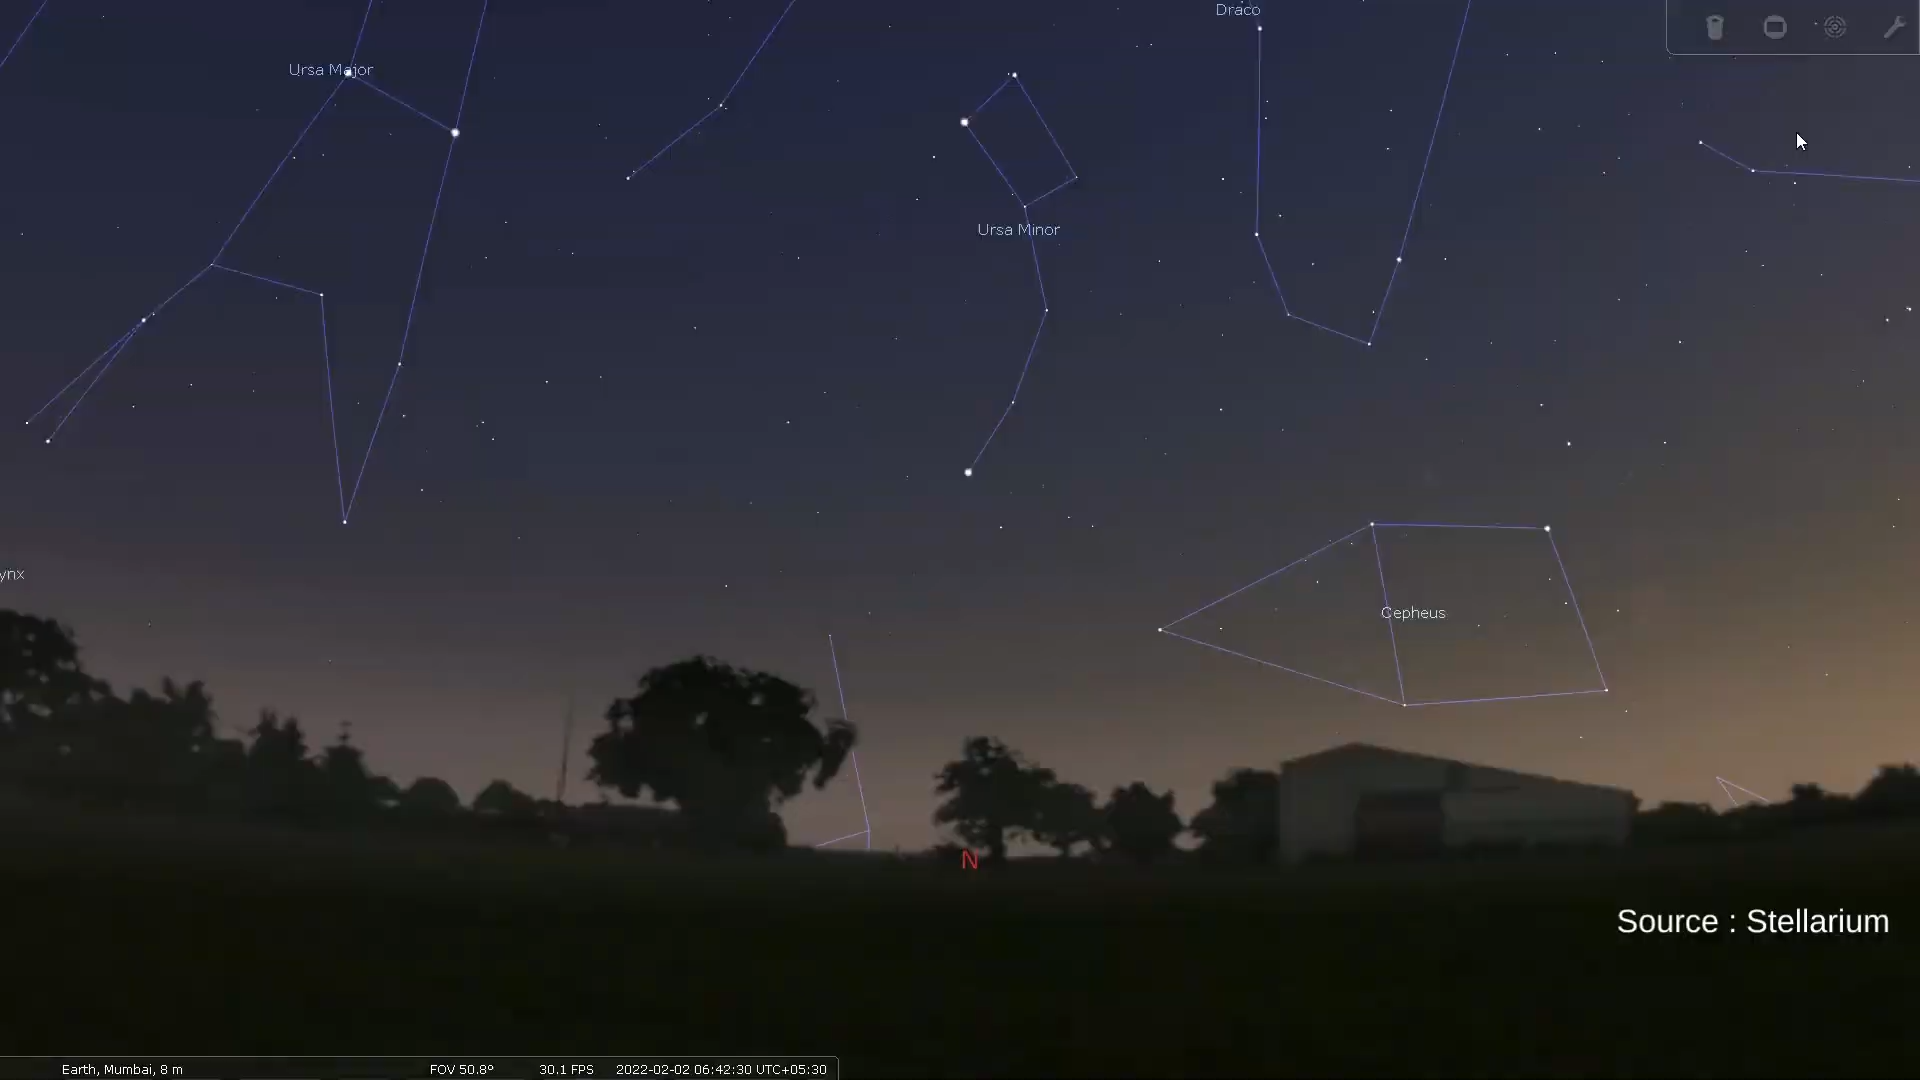 Draco
Ursa Major
Ursa Minor
ynx
Cepheus
N
Source : Stellarium
Earth, Mumbai, 8 m FOV 50.8° 30.1 FPS 2022-02-02 06:42:30 UTC+05:30